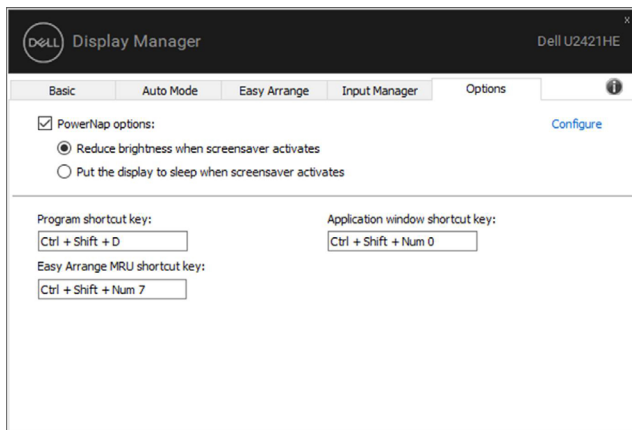 DELL Display Manager
Dell U2421HE
x
Basic Auto Mode Easy Arrange Input Manager Options i
PowerNap options:
Configure
Reduce brightness when screensaver activates
Put the display to sleep when screensaver activates
Program shortcut key:
Application window shortcut key:
Ctrl + Shift + D
Ctrl + Shift + Num 0
Easy Arrange MRU shortcut key:
Ctrl + Shift + Num 7